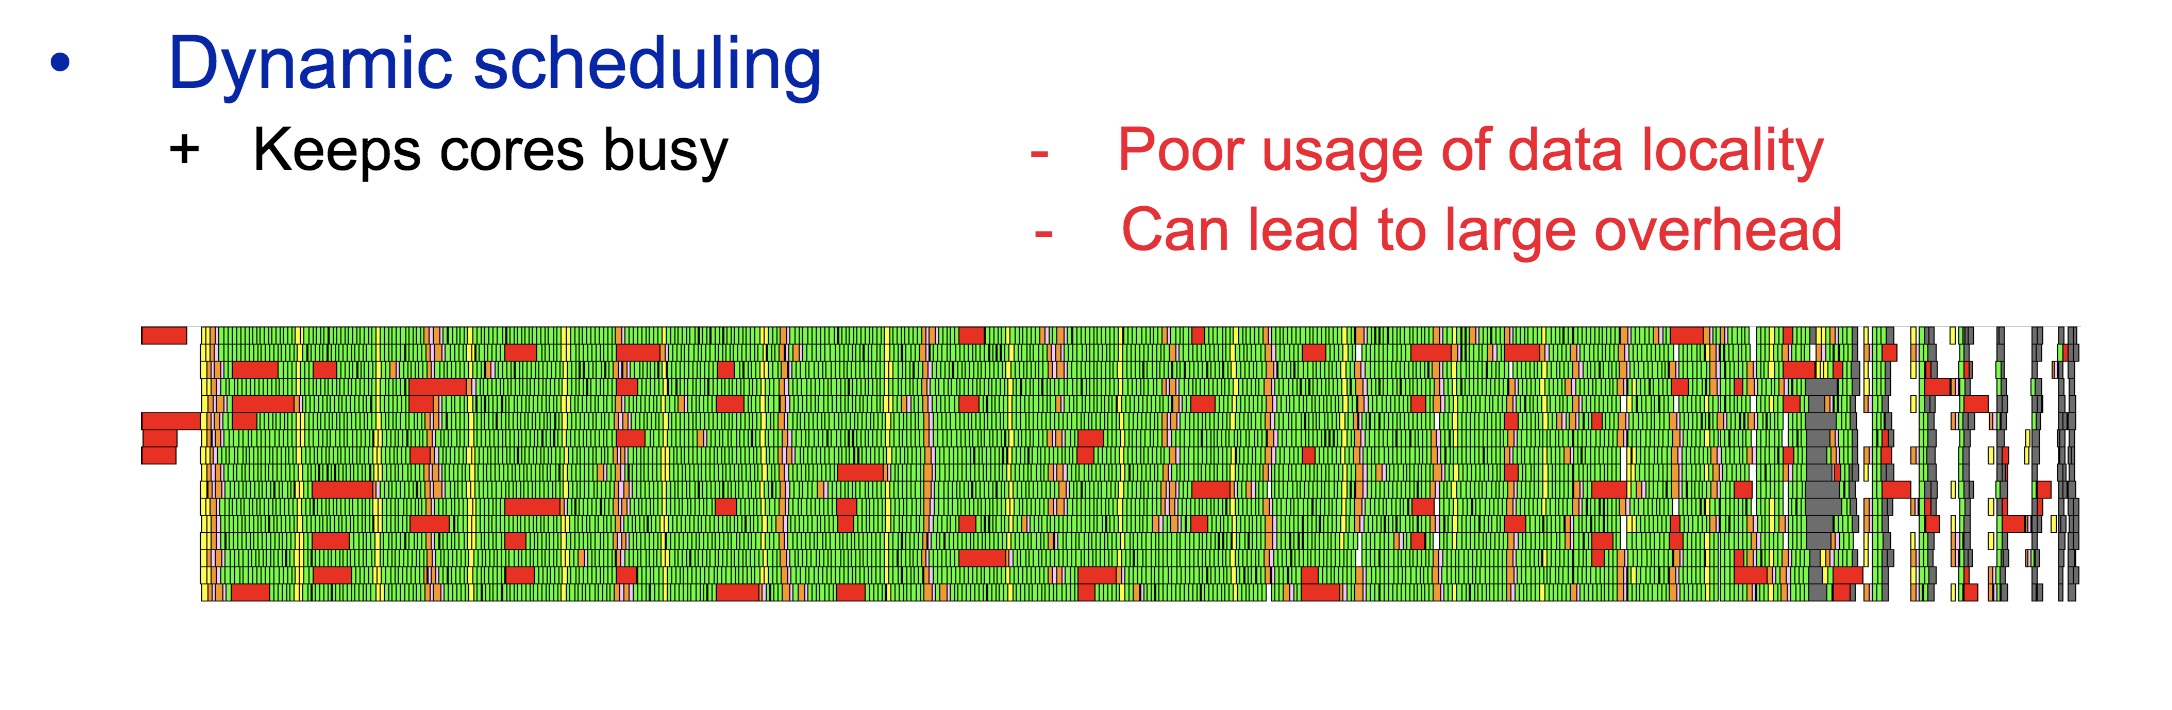 • Dynamic scheduling
+ Keeps cores busy
- Poor usage of data locality
- Can lead to large overhead